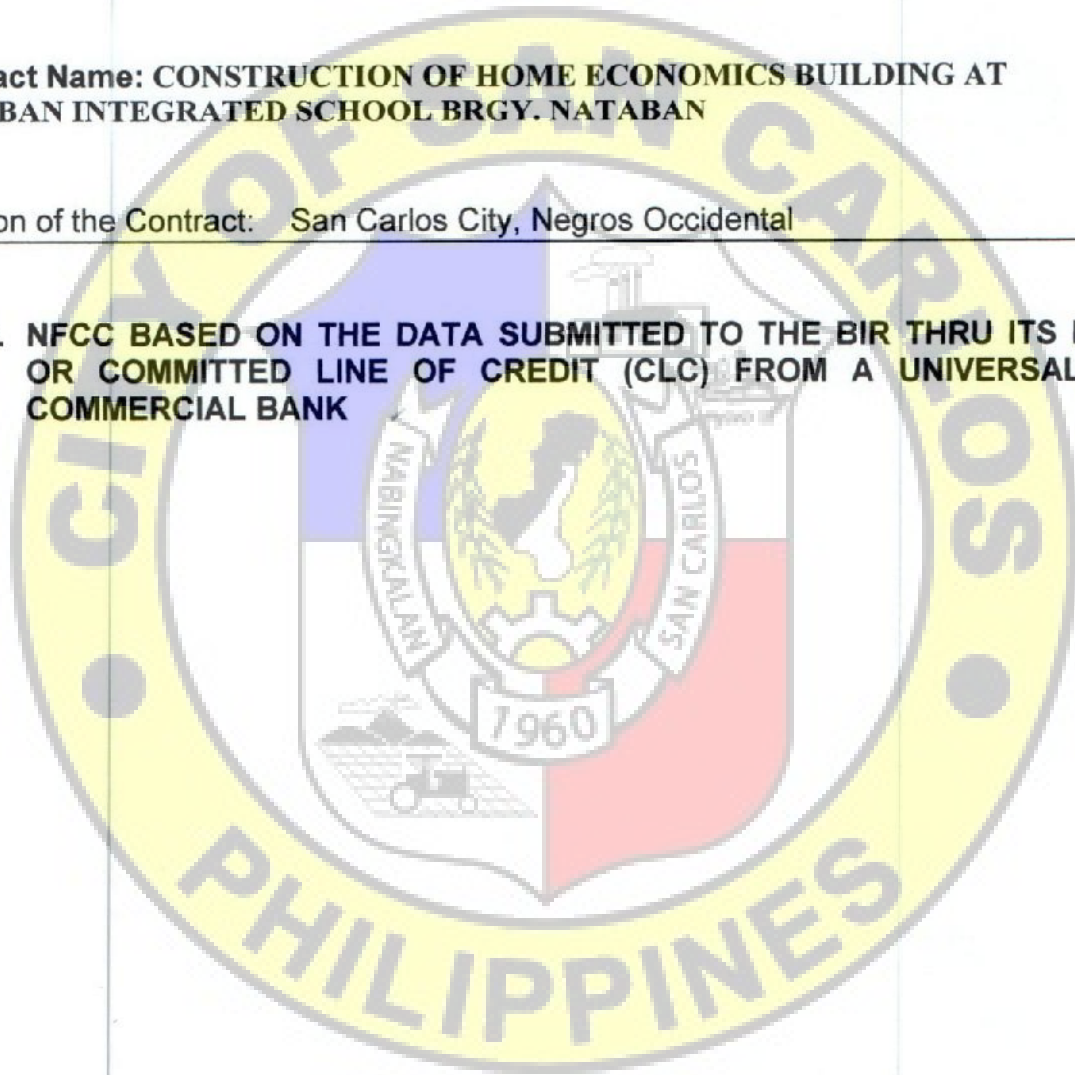 act Name: CONSTRUCTION OF HOME ECONOMICS BUILDING AT
BAN INTEGRATED SCHOOL BRGY. NATABAN
on of the Contract: San Carlos City, Negros Occidental
. NFCC BASED ON THE DATA SUBMITTED TO THE BIR THRU ITS
OR COMMITTED LINE OF CREDIT (CLC) FROM A UNIVERSAL
COMMERCIAL BANK
CITY OF SAN CARLOS
NABINGKALAN
SAN CARLOS
1960
PHILIPPINES